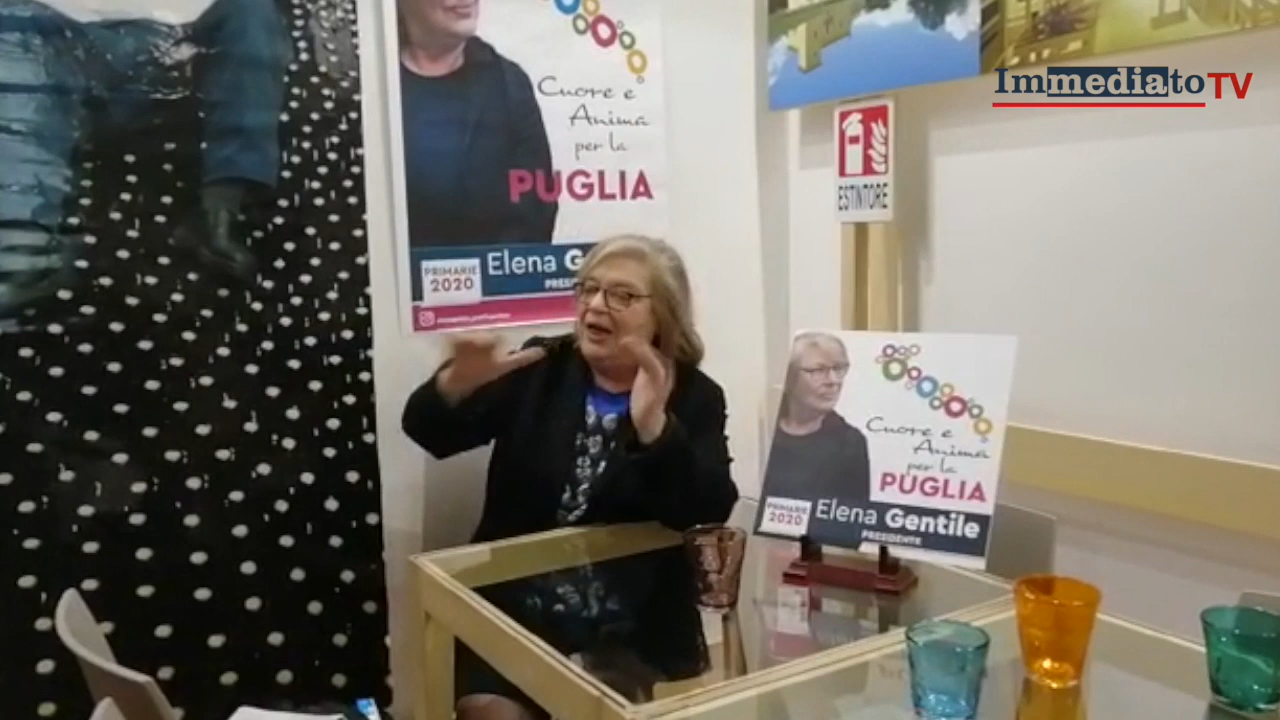 ImmediatoTV
Cuore e
Anima
per la
PUGLIA
PRIMARIE
2020
Elena
ESTINTORE
Cuore e
Anima
per la
PUGLIA
PRIMARIE
2020
Elena Gentile
PRESIDENTE